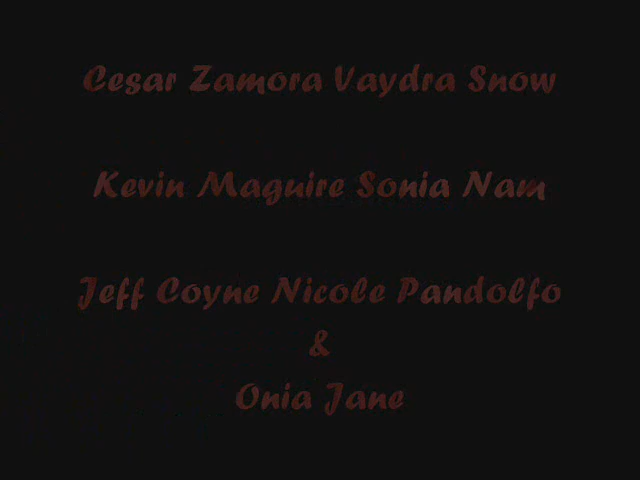 Cesar Zamora Vaydra Snow
Kevin Maguire Sonia Nam
Jeff Coyne Nicole Pandolfo
&
Onia Jane